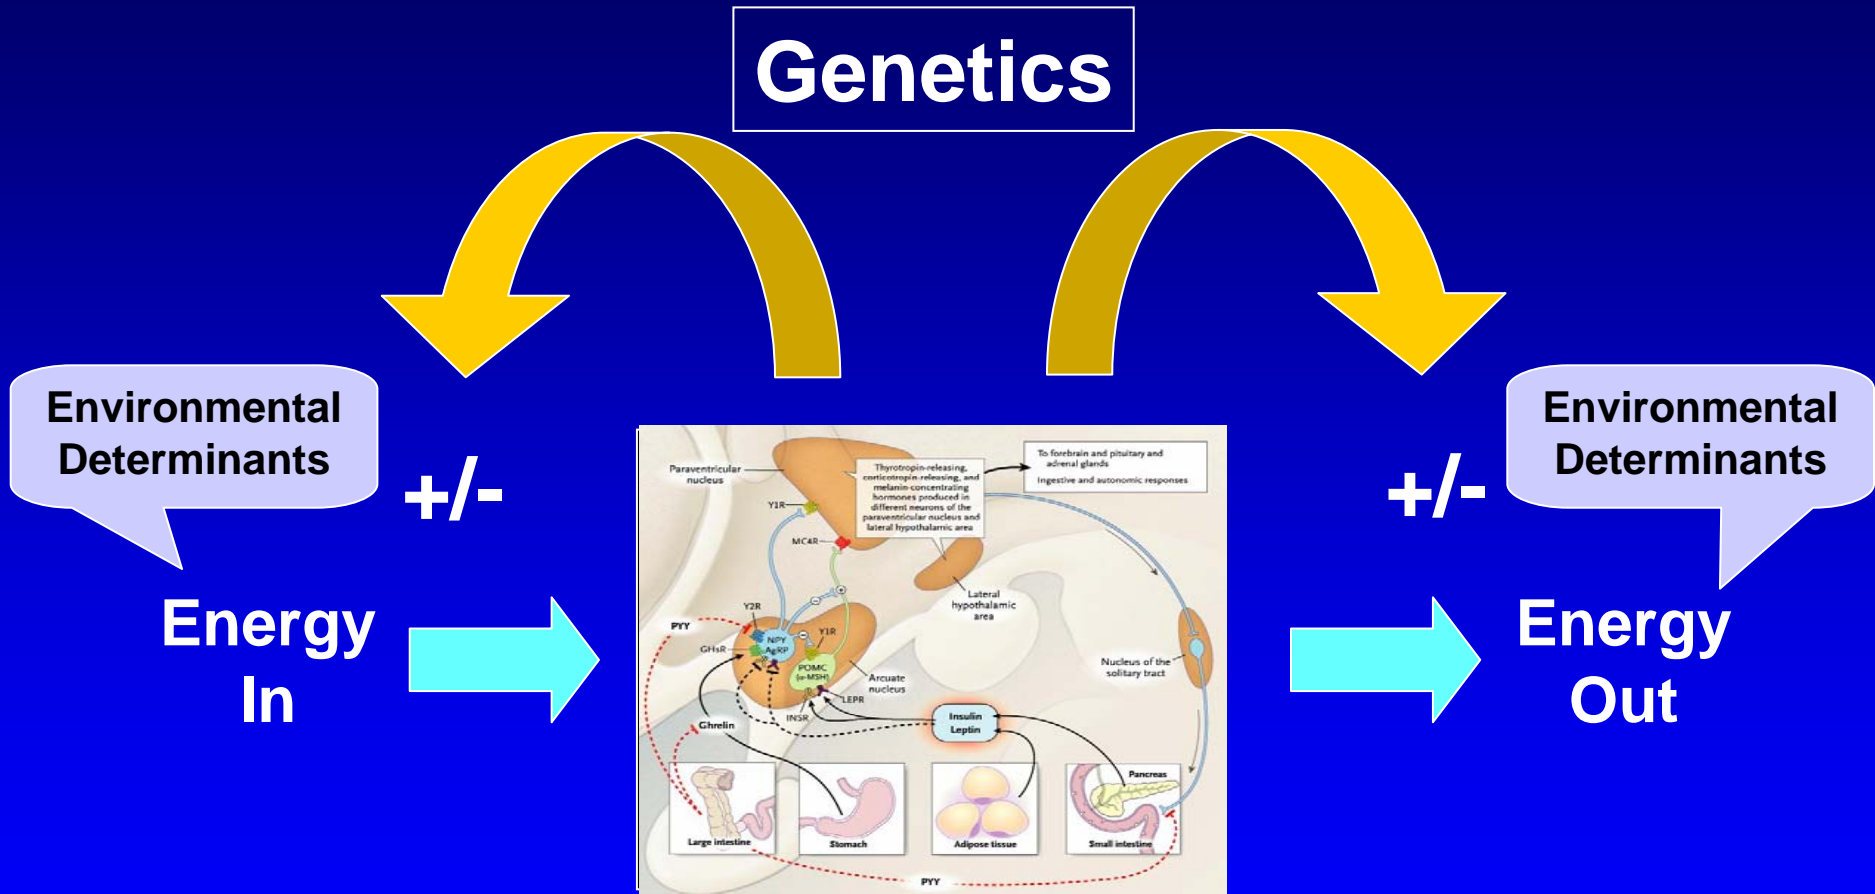 Genetics
Environmental
Determinants
+/-
Energy
In
Paraventricular
nucleus
Thyrotropin-releasing,
corticotropin-releasing, and
melanin-concentrating
hormones produced in
different neurons of the
paraventricular nucleus and
lateral hypothalamic area
To forebrain and pituitary and
adrenal glands
Ingestive and autonomic responses
Y1R
MC4R
Lateral
hypothalamic
area
Y2R
PYY
NPY
AgRP
GHsR
Y1R
POMC
(α-MSH)
Arcuate
nucleus
LEPR
INSR
Ghrelin
Insulin
Leptin
Nucleus of the
solitary tract
Pancreas
Large intestine
Stomach
Adipose tissue
Small intestine
PYY
+/-
Environmental
Determinants
Energy
Out